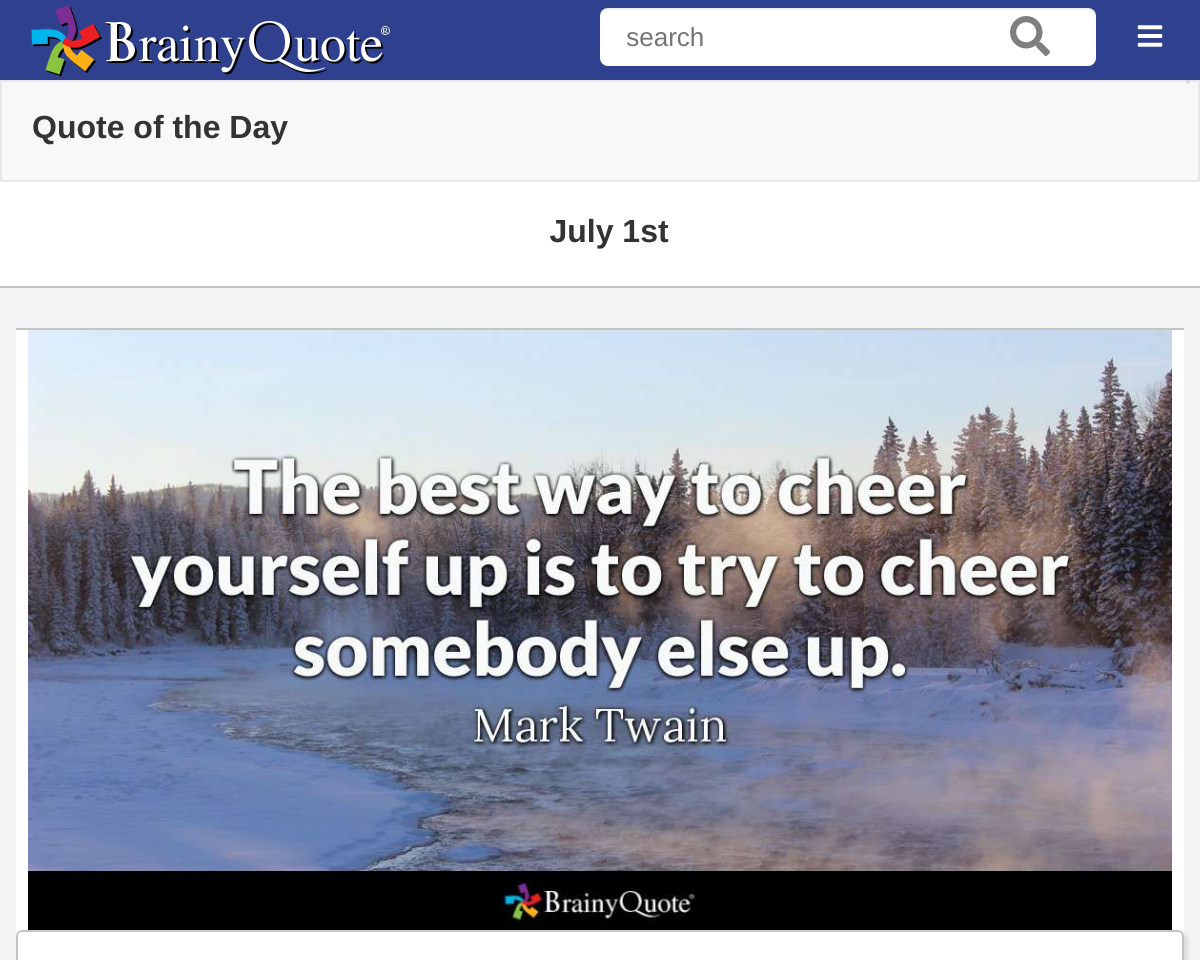 BrainyQuote®
search
Quote of the Day
July 1st
The best way to cheer
yourself up is to try to cheer
somebody else up.
Mark Twain
BrainyQuote®